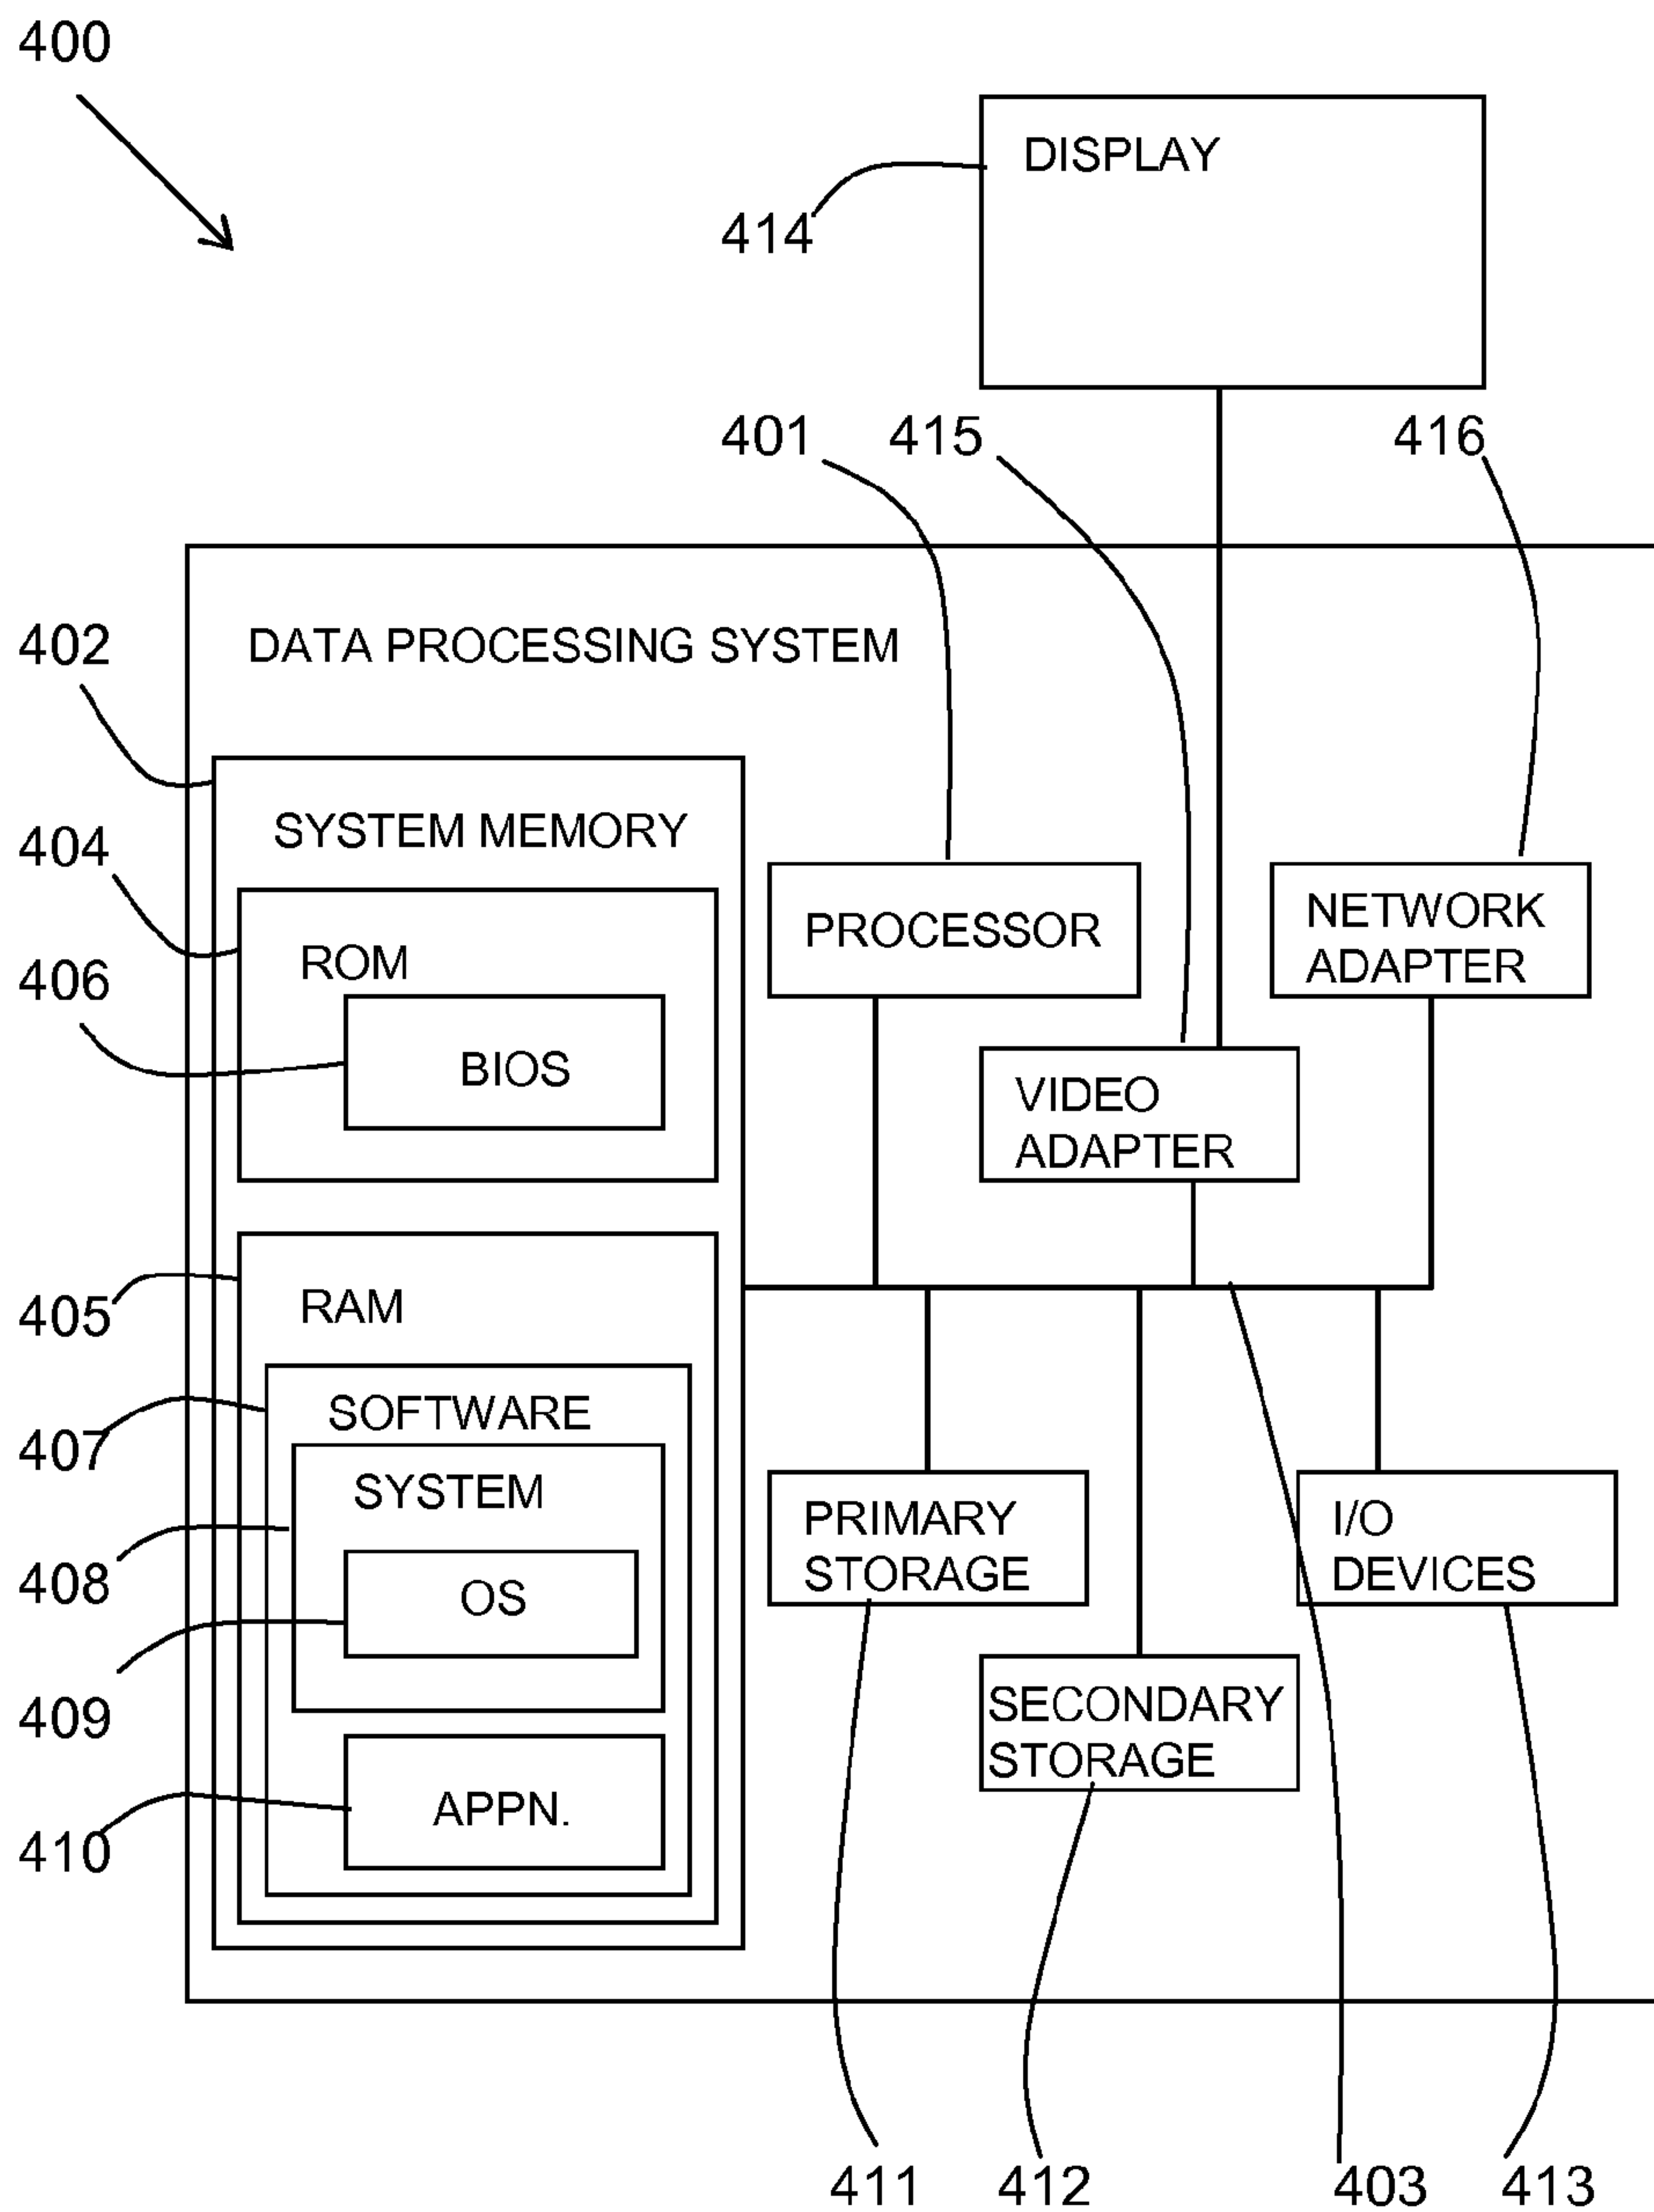 400
DISPLAY
414
401
415
416
402
DATA PROCESSING SYSTEM
SYSTEM MEMORY
404
ROM
406
BIOS
PROCESSOR
NETWORK
ADAPTER
VIDEO
ADAPTER
405
RAM
407
SOFTWARE
SYSTEM
408
OS
409
APPN.
410
PRIMARY
STORAGE
I/O
DEVICES
SECONDARY
STORAGE
411
412
403
413